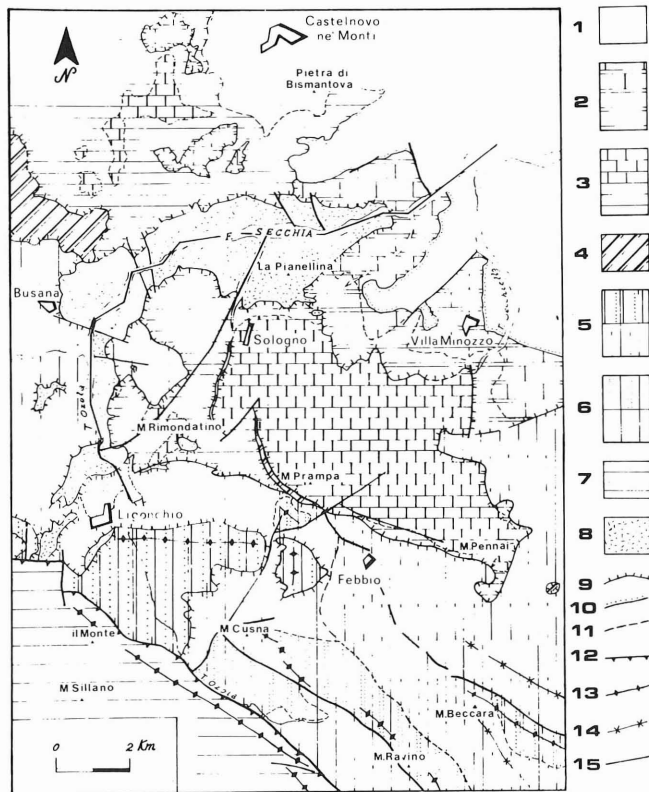 Castelnovo
ne' Monti
N
Pietra di
Bismantova
F. SECCHIA
La Pianellina
Busana
Sologno
Villa Minozzo
T. Ozola
M. Rimondatino
M. Prampa
Ligonchio
M. Pennai
Febbio
il Monte
M. Cusna
M. Sillano
T. Ozola
M. Beccara
M. Ravino
0 2 Km
1
2
3
4
5
6
7
8
9
10
11
12
13
14
15